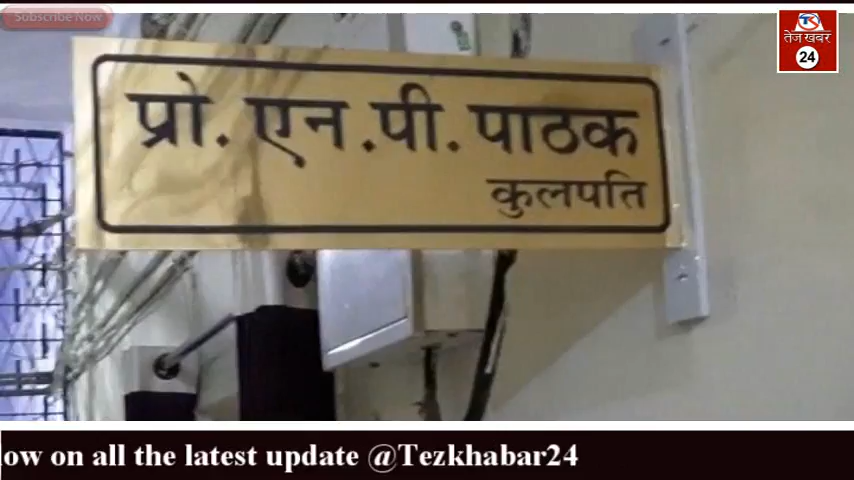 Subscribe Now
तेज खबर
24
प्रो. एन.पी. पाठक
कुलपति
ow on all the latest update @Tezkhabar24